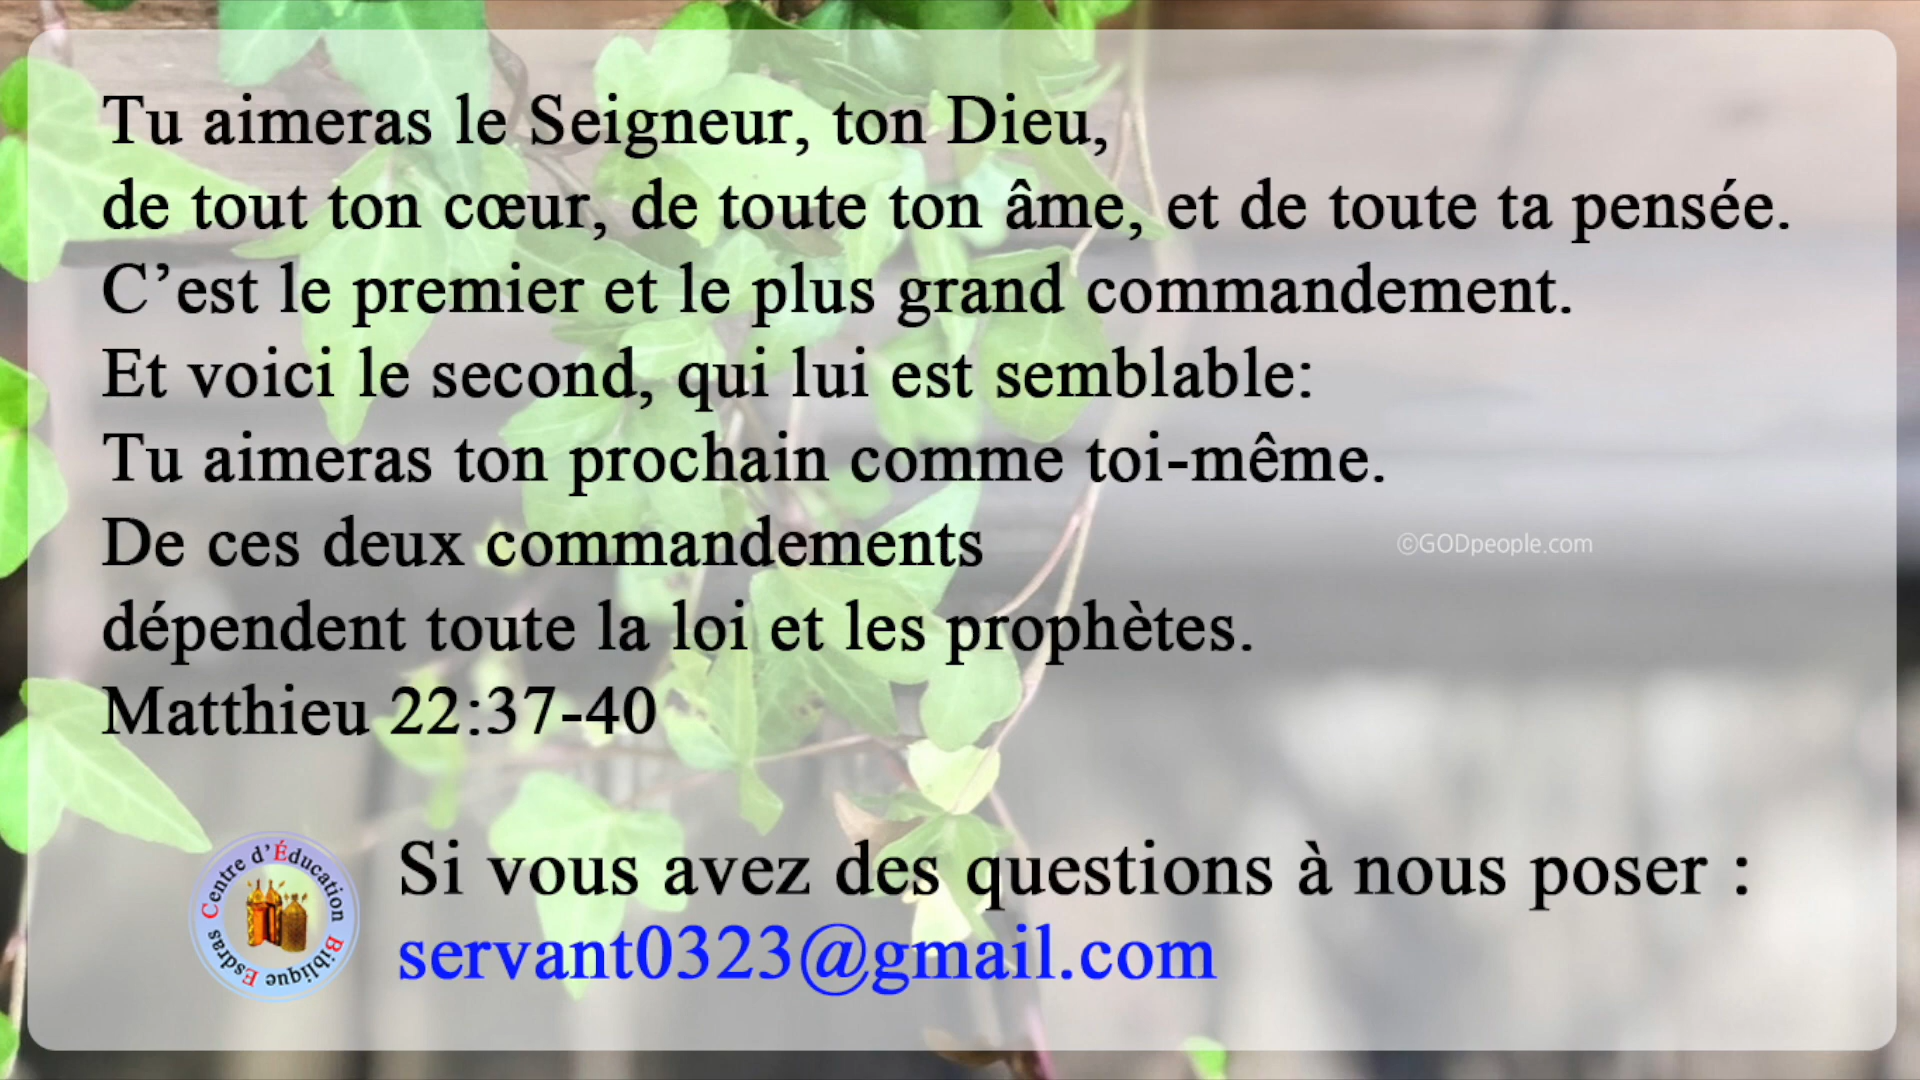 Tu aimeras le Seigneur, ton Dieu,
de tout ton cœur, de toute ton âme, et de toute ta pensée.
C’est le premier et le plus grand commandement.
Et voici le second, qui lui est semblable:
Tu aimeras ton prochain comme toi-même.
De ces deux commandements
dépendent toute la loi et les prophètes.
Matthieu 22:37-40
©GODpeople.com
Centre d’Éducation Biblique Esdras
Si vous avez des questions à nous poser :
servant0323@gmail.com